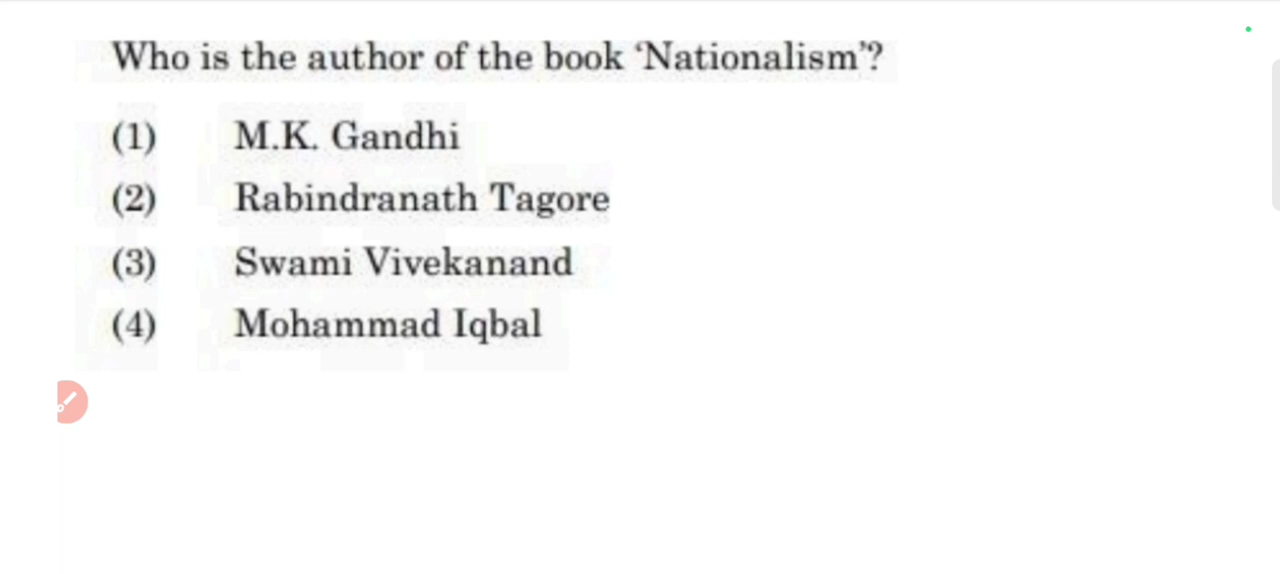 Who is the author of the book ‘Nationalism’?
(1) M.K. Gandhi
(2) Rabindranath Tagore
(3) Swami Vivekanand
(4) Mohammad Iqbal